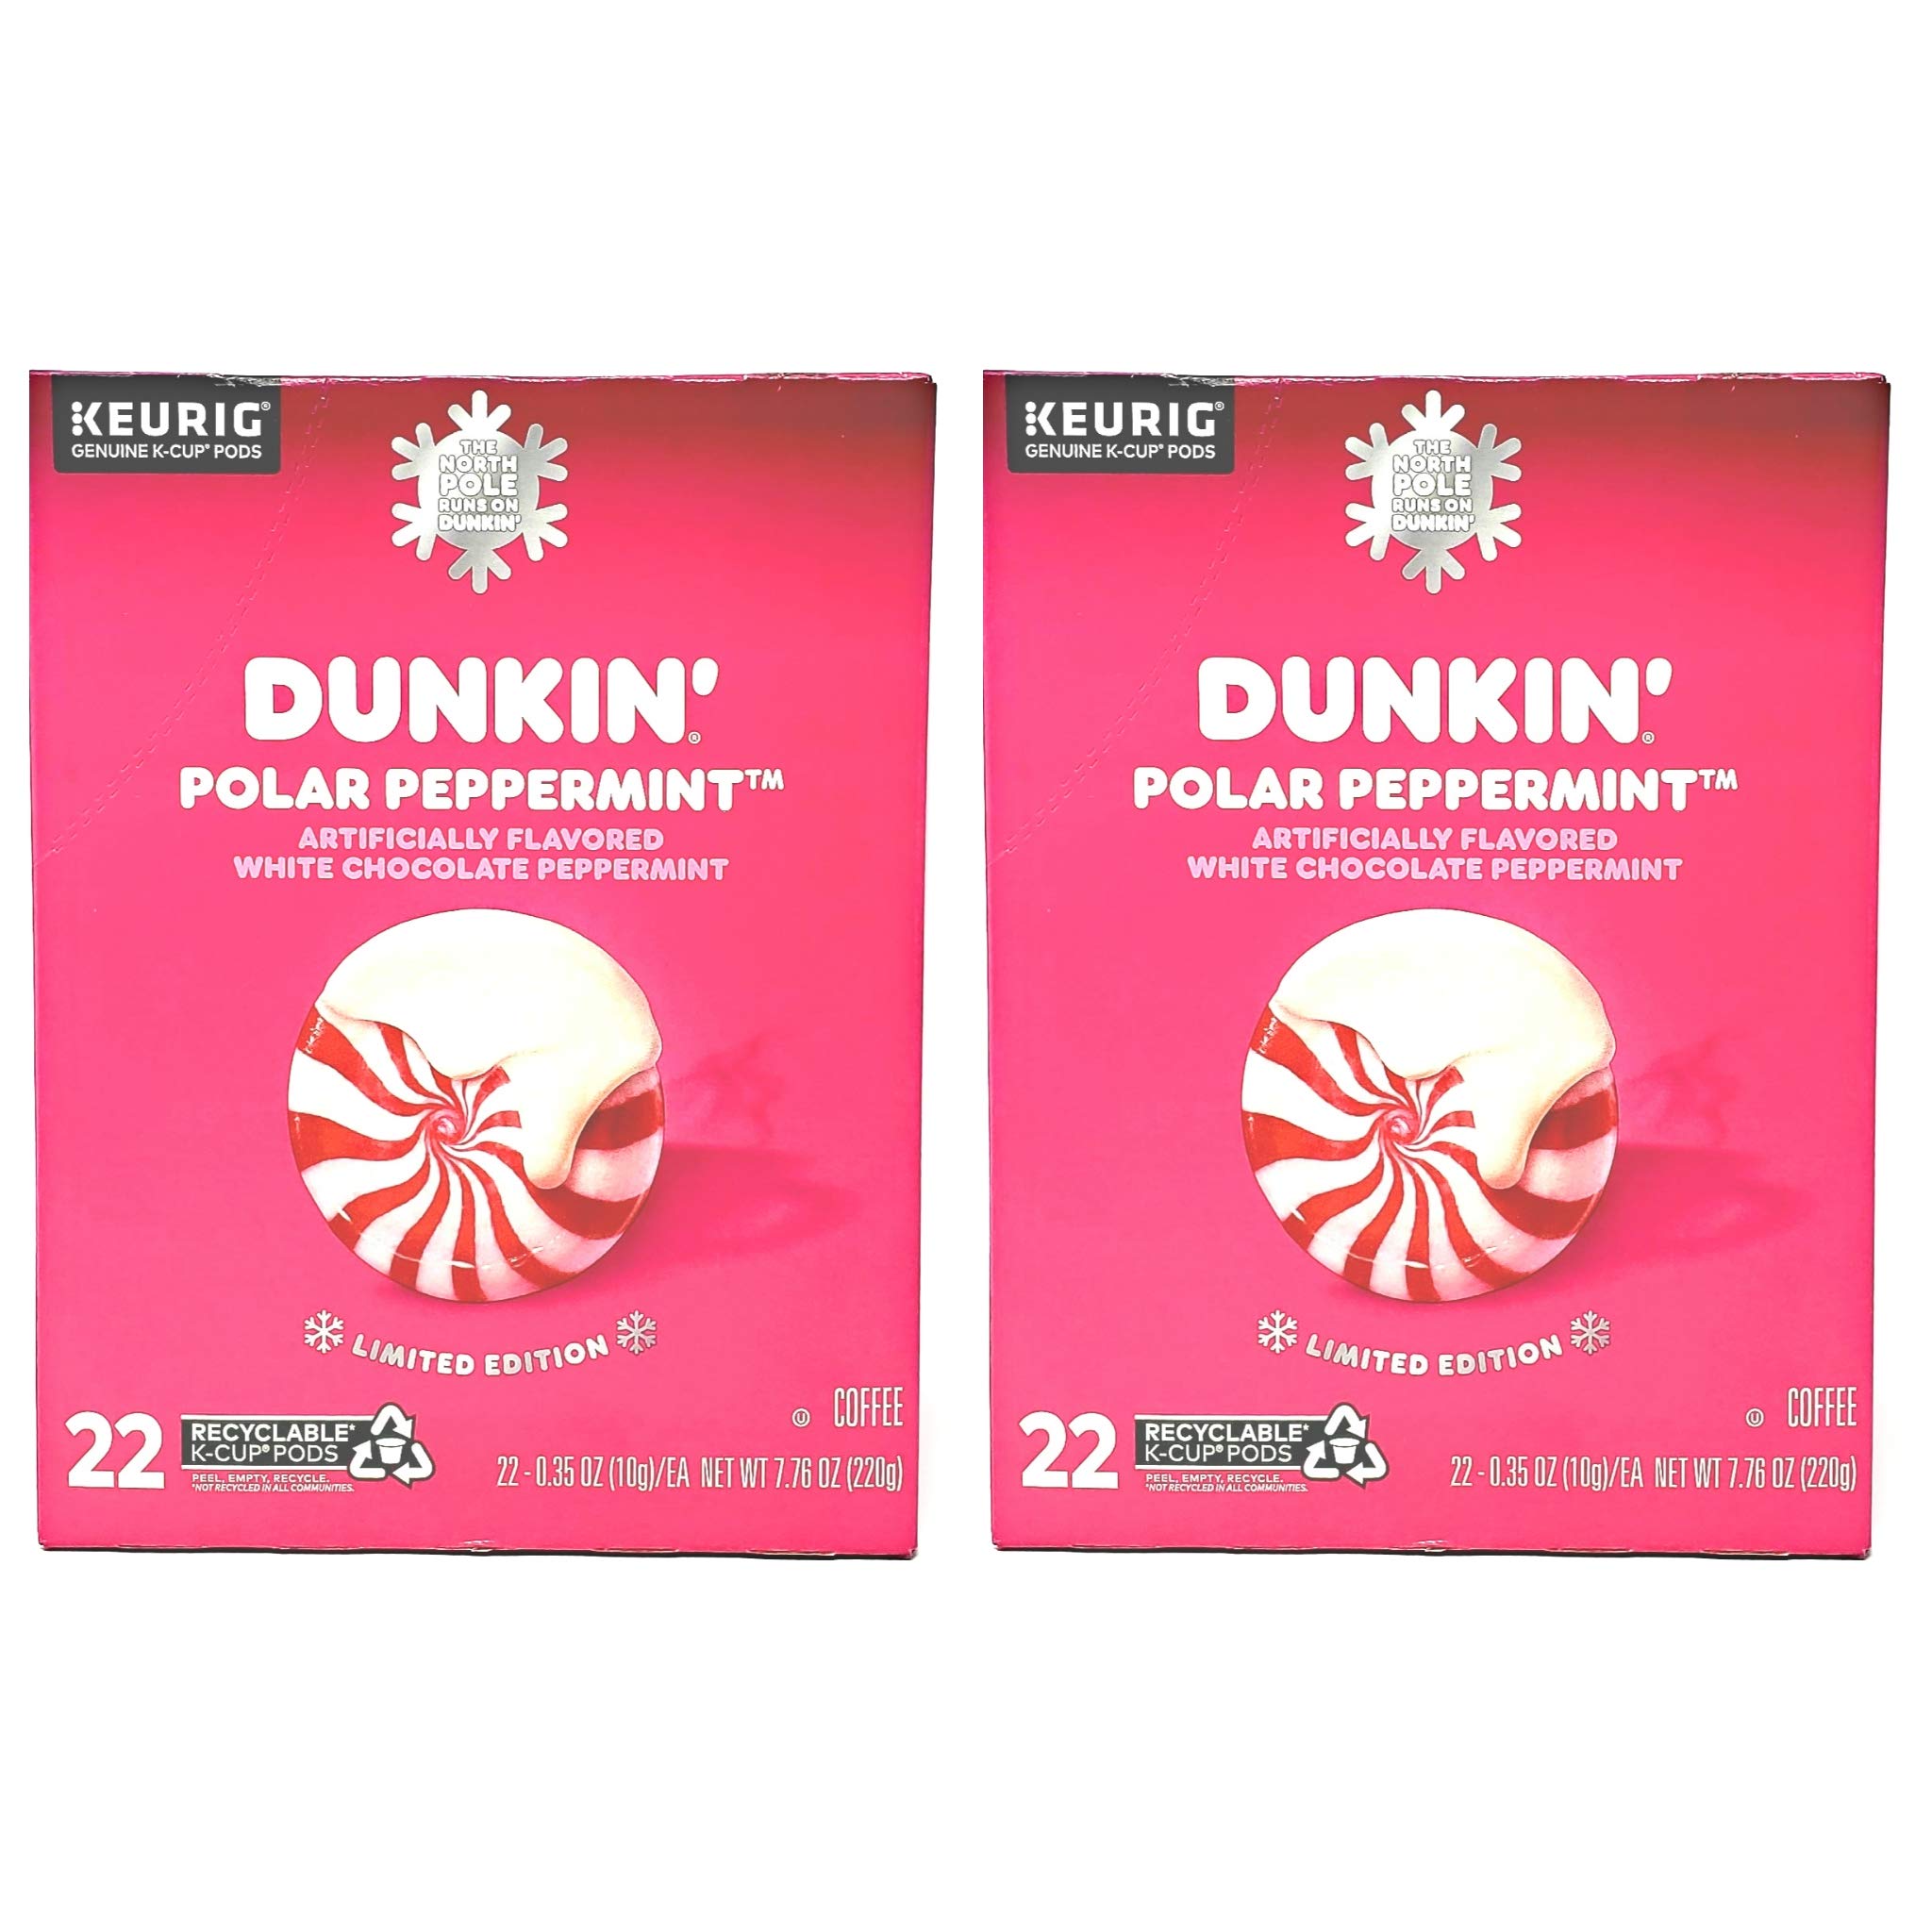 KEURIG®
GENUINE K-CUP® PODS
THE
NORTH
POLE
RUNS ON
DUNKIN'
DUNKIN'®
POLAR PEPPERMINT™
ARTIFICIALLY FLAVORED
WHITE CHOCOLATE PEPPERMINT
LIMITED EDITION
22
RECYCLABLE*
K-CUP® PODS
PEEL, EMPTY, RECYCLE.
*NOT RECYCLED IN ALL COMMUNITIES.
U COFFEE
22 - 0.35 OZ (10g)/EA NET WT 7.76 OZ (220g)
KEURIG®
GENUINE K-CUP® PODS
THE
NORTH
POLE
RUNS ON
DUNKIN'
DUNKIN'®
POLAR PEPPERMINT™
ARTIFICIALLY FLAVORED
WHITE CHOCOLATE PEPPERMINT
LIMITED EDITION
22
RECYCLABLE*
K-CUP® PODS
PEEL, EMPTY, RECYCLE.
*NOT RECYCLED IN ALL COMMUNITIES.
U COFFEE
22 - 0.35 OZ (10g)/EA NET WT 7.76 OZ (220g)